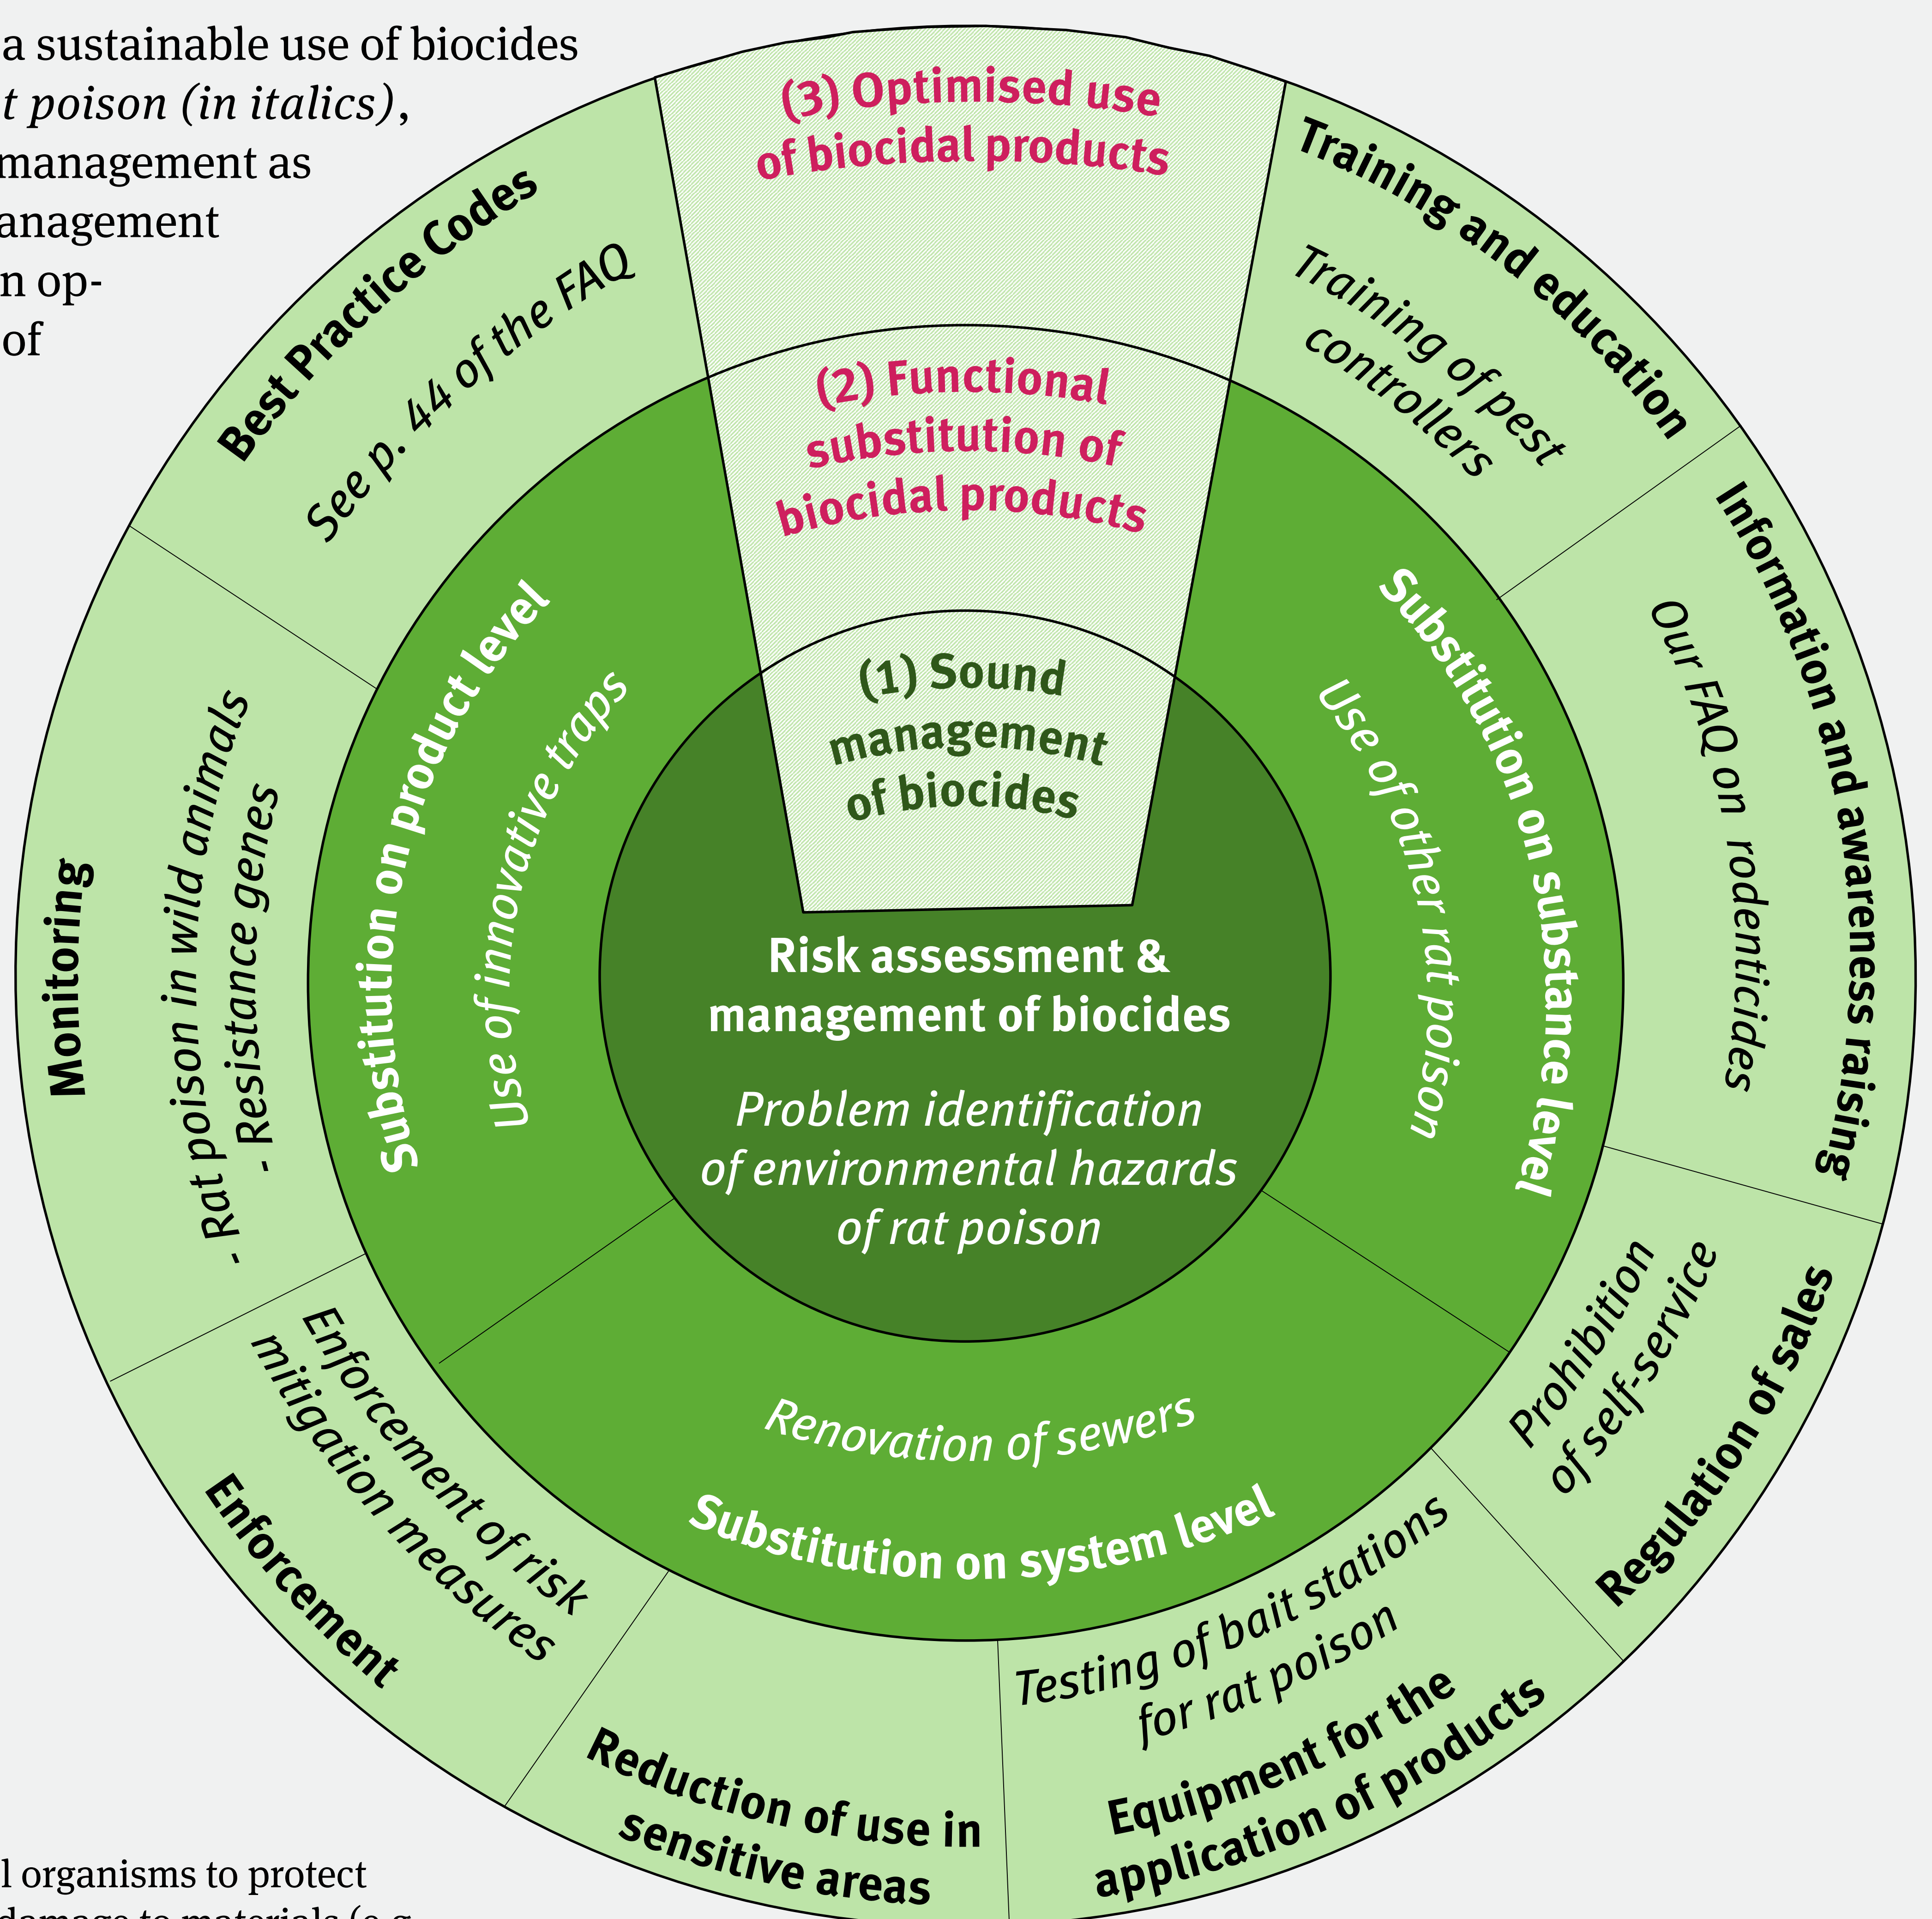 a sustainable use of biocides
t poison (in italics),
management as
anagement
n op-
of
(3) Optimised use
of biocidal products
(2) Functional
substitution of
biocidal products
(1) Sound
management
of biocides
Risk assessment &
management of biocides
Problem identification
of environmental hazards
of rat poison
Substitution on substance level
Use of other rat poison
Renovation of sewers
Substitution on system level
Substitution on product level
Use of innovative traps
Training and education
Training of pest
controllers
Information and awareness raising
Our FAQ on rodenticides
Prohibition
of self-service
Regulation of sales
Testing of bait stations
for rat poison
Equipment for the
application of products
Reduction of use in
sensitive areas
Enforcement of risk
mitigation measures
Enforcement
Monitoring
- Rat poison in wild animals
- Resistance genes
Best Practice Codes
See p. 44 of the FAQ
l organisms to protect
damage to materials (e.g.